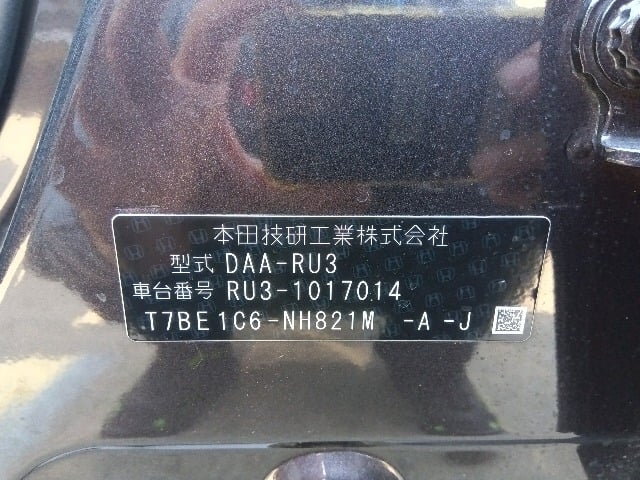 本田技研工業株式会社
型式 DAA-RU3
車台番号 RU3-1017014
T7BE1C6-NH821M -A-J